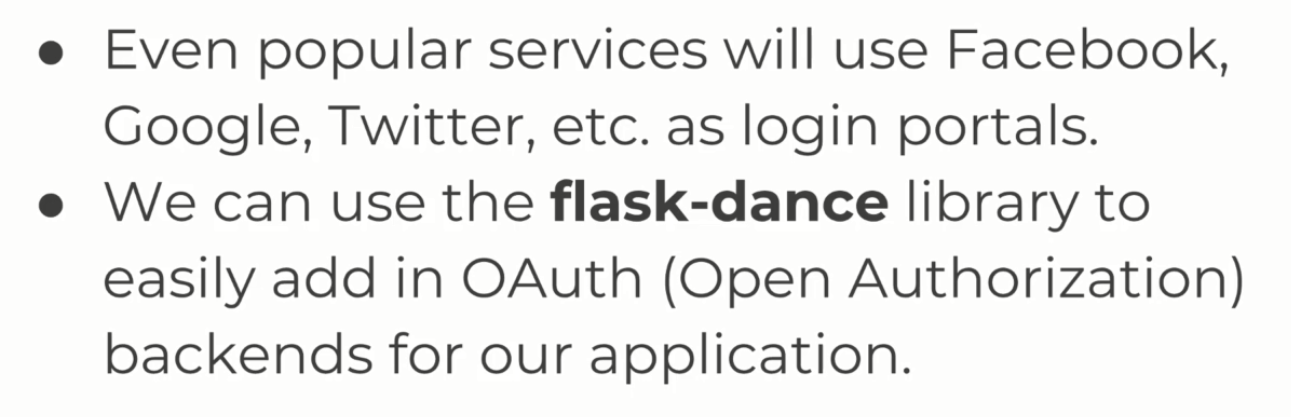 ● Even popular services will use Facebook,
Google, Twitter, etc. as login portals.
● We can use the flask-dance library to
easily add in OAuth (Open Authorization)
backends for our application.